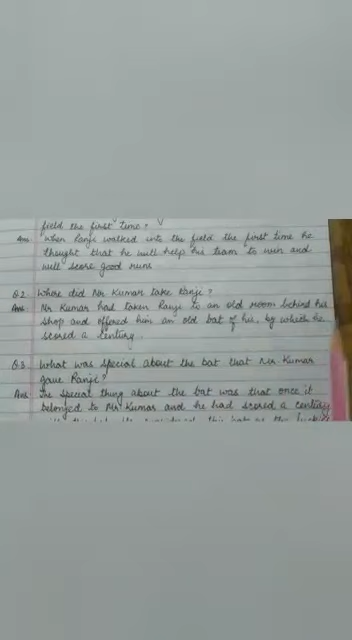 field the first time?
Ans. When Ranji walked into the field the first time he
thought that he will help his team to win and
will score good runs
Q2. Where did Mr Kumar take Ranji?
Ans Mr Kumar had taken Ranji to an old room behind his
shop and offered him an old bat of his, by which he
scored a century.
Q3. What was special about the bat that Mr. Kumar
gave Ranji?
Ans. The special thing about the bat was that once it
belonged to Mr Kumar and he had scored a century